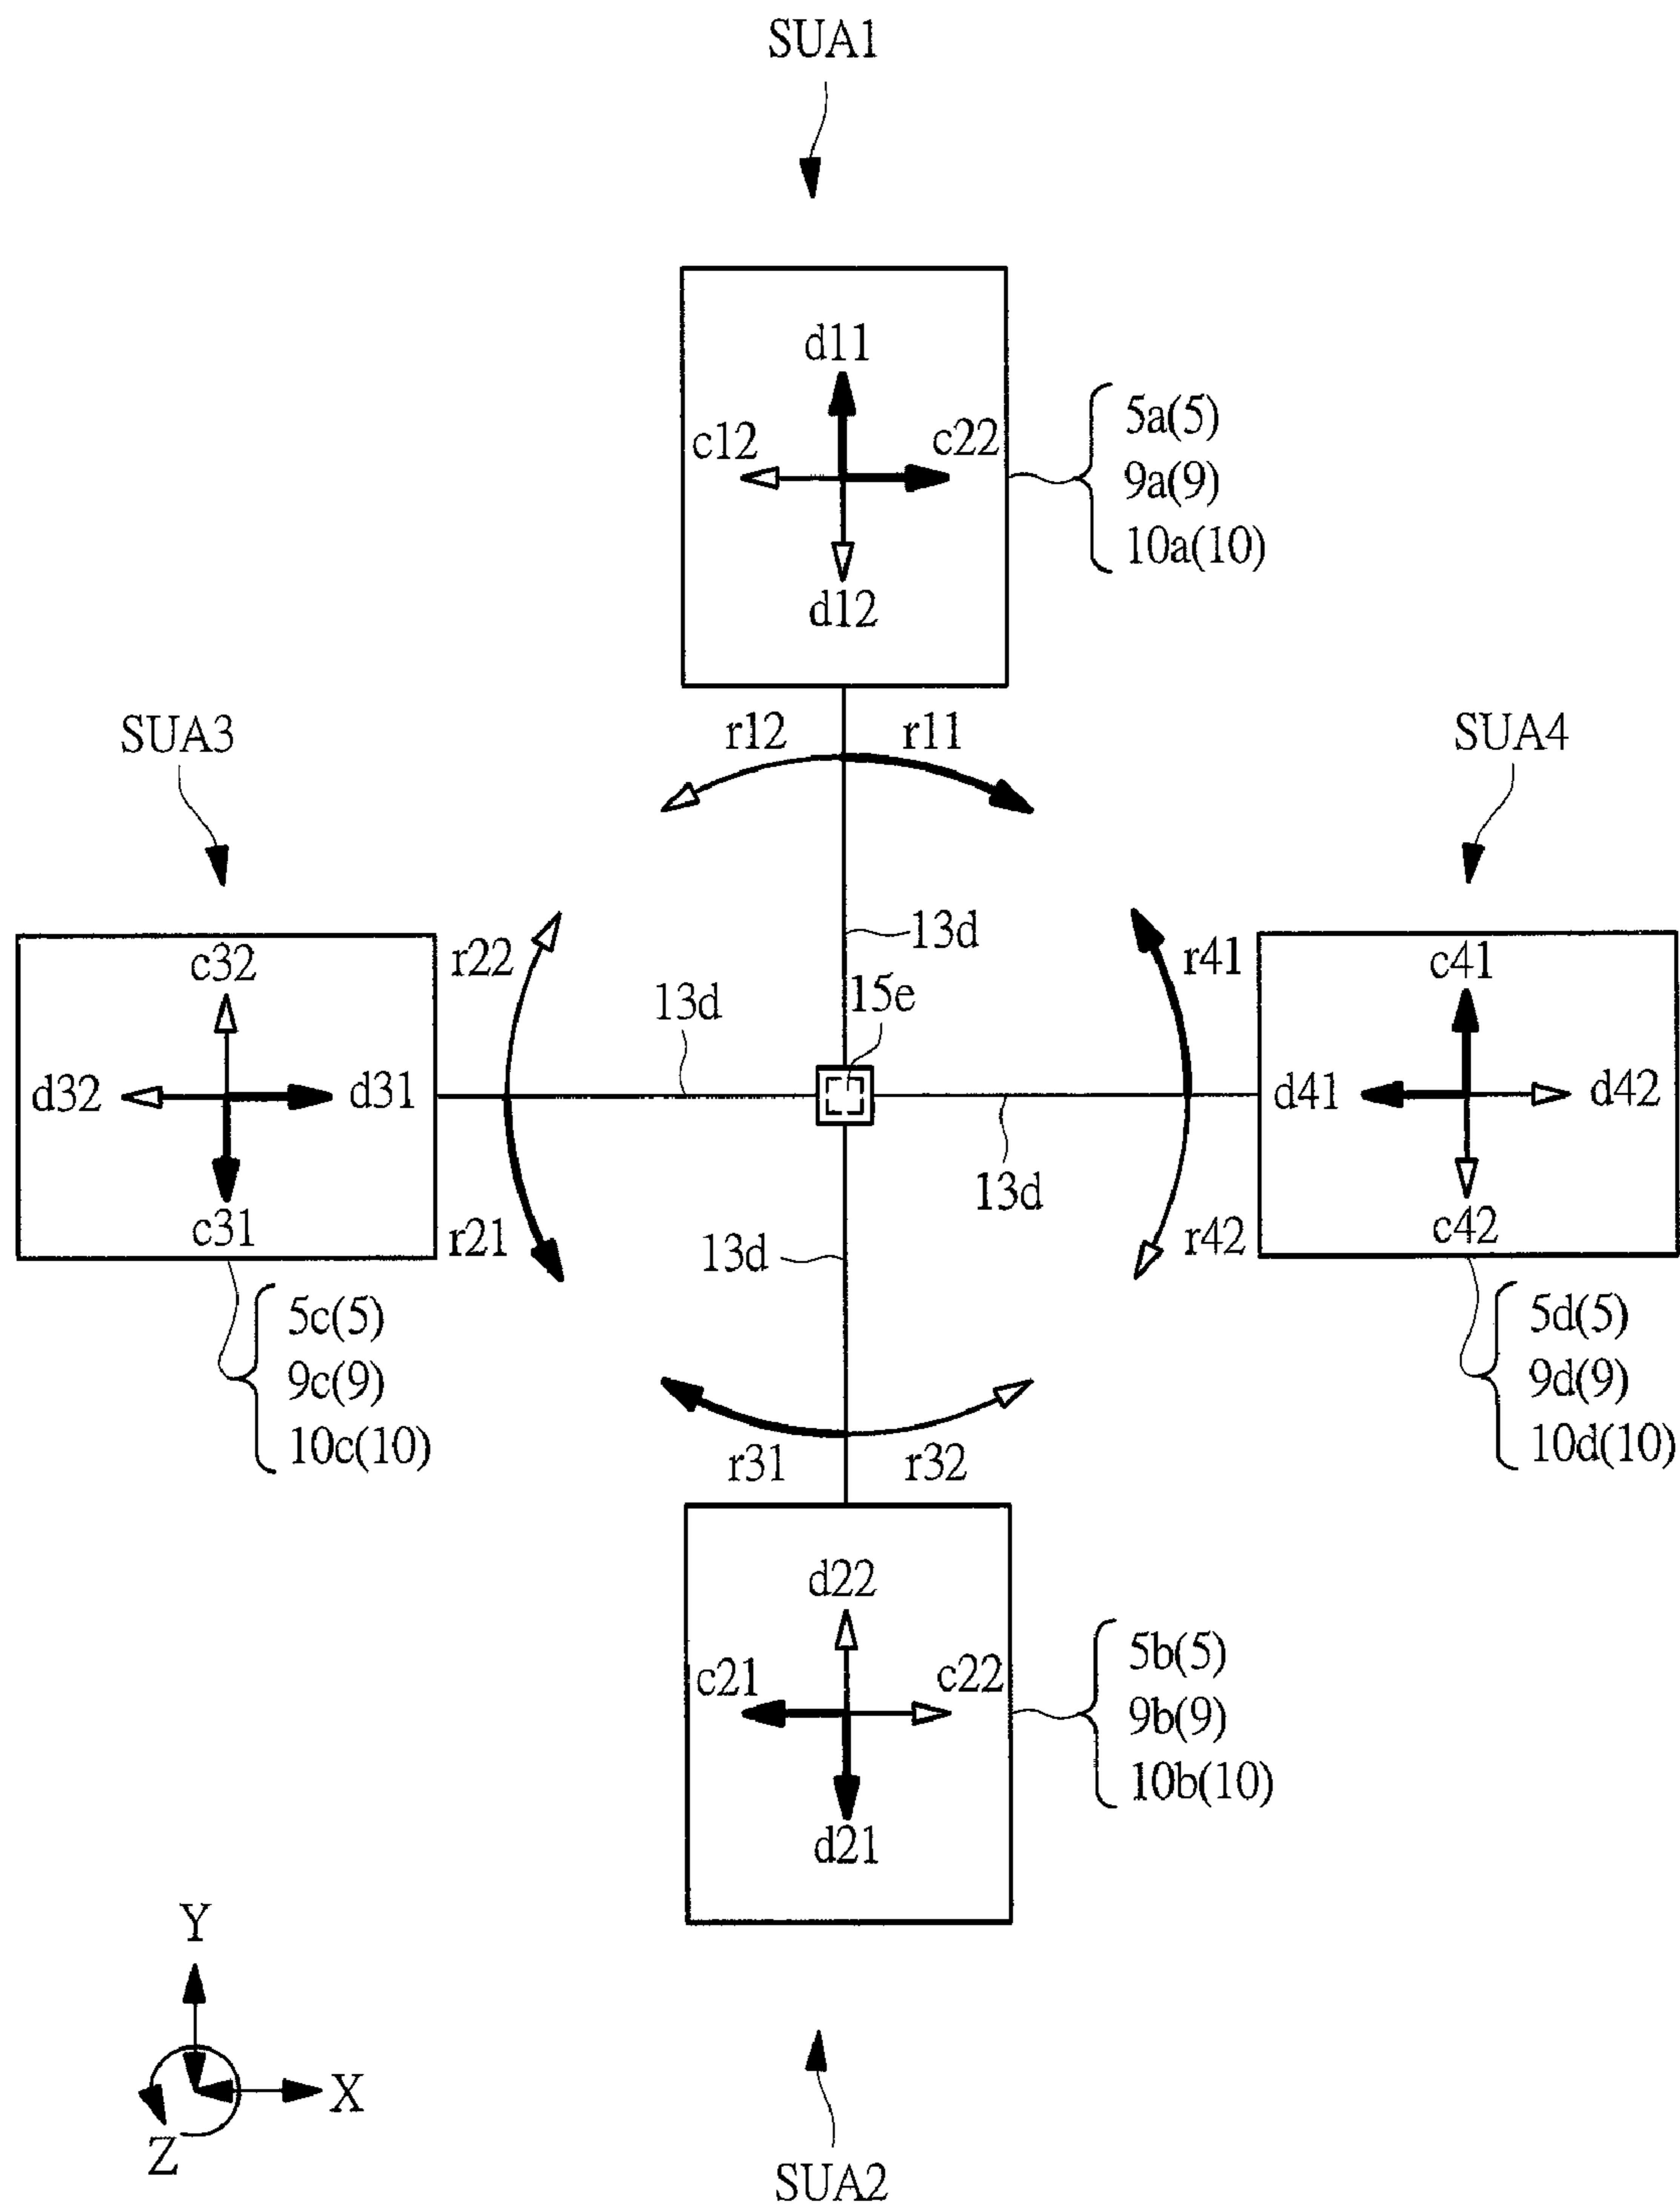 SUA1
d11
c12
c22
d12
5a(5)
9a(9)
10a(10)
SUA3
r12
r11
SUA4
r22
13d
r41
c32
15e
c41
13d
d32
d31
d41
d42
13d
c31
r21
13d
r42
c42
5c(5)
9c(9)
10c(10)
5d(5)
9d(9)
10d(10)
r31
r32
d22
c21
c22
d21
5b(5)
9b(9)
10b(10)
Y
X
Z
SUA2